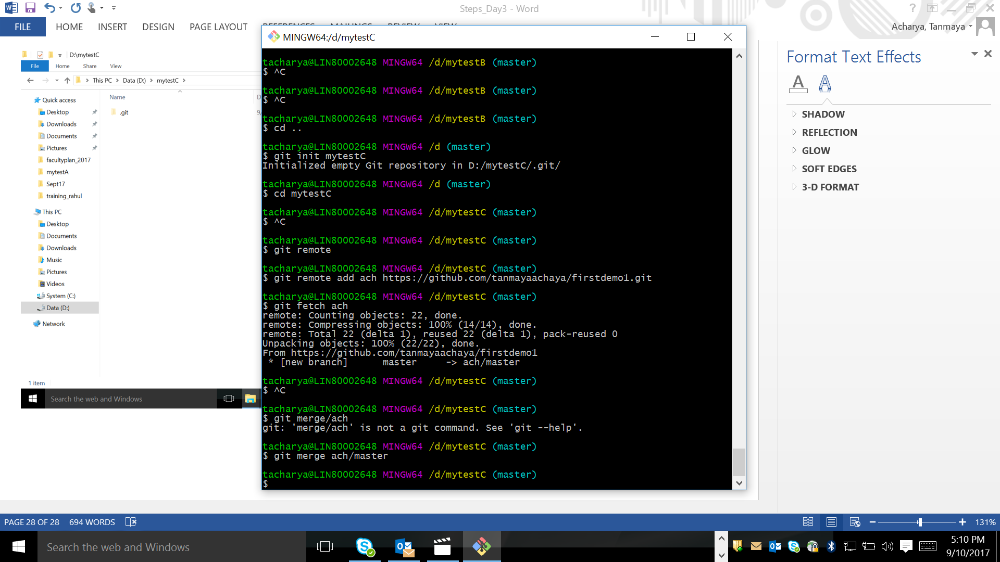 Steps_Day3 - Word
FILE HOME INSERT DESIGN PAGE LAYOUT REFERENCES MAILINGS REVIEW VIEW
Acharya, Tanmaya
D:\mytestC
File Home Share View
This PC > Data (D:) > mytestC >
Name
.git
Quick access
Desktop
Downloads
Documents
Pictures
facultyplan_2017
mytestA
Sept17
training_rahul
This PC
Desktop
Documents
Downloads
Music
Pictures
Videos
System (C:)
Data (D:)
Network
1 item
Search the web and Windows
MINGW64:/d/mytestC
tacharya@LIN80002648 MINGW64 /d/mytestB (master)
$ ^C
tacharya@LIN80002648 MINGW64 /d/mytestB (master)
$ ^C
tacharya@LIN80002648 MINGW64 /d/mytestB (master)
$ cd ..
tacharya@LIN80002648 MINGW64 /d (master)
$ git init mytestC
Initialized empty Git repository in D:/mytestC/.git/
tacharya@LIN80002648 MINGW64 /d (master)
$ cd mytestC
tacharya@LIN80002648 MINGW64 /d/mytestC (master)
$ ^C
tacharya@LIN80002648 MINGW64 /d/mytestC (master)
$ git remote
tacharya@LIN80002648 MINGW64 /d/mytestC (master)
$ git remote add ach https://github.com/tanmayaachaya/firstdemo1.git
tacharya@LIN80002648 MINGW64 /d/mytestC (master)
$ git fetch ach
remote: Counting objects: 22, done.
remote: Compressing objects: 100% (14/14), done.
remote: Total 22 (delta 1), reused 22 (delta 1), pack-reused 0
Unpacking objects: 100% (22/22), done.
From https://github.com/tanmayaachaya/firstdemo1
* [new branch] master -> ach/master
tacharya@LIN80002648 MINGW64 /d/mytestC (master)
$ ^C
tacharya@LIN80002648 MINGW64 /d/mytestC (master)
$ git merge/ach
git: 'merge/ach' is not a git command. See 'git --help'.
tacharya@LIN80002648 MINGW64 /d/mytestC (master)
$ git merge ach/master
tacharya@LIN80002648 MINGW64 /d/mytestC (master)
$
Format Text Effects
SHADOW
REFLECTION
GLOW
SOFT EDGES
3-D FORMAT
PAGE 28 OF 28 694 WORDS
131%
Search the web and Windows
5:10 PM
9/10/2017